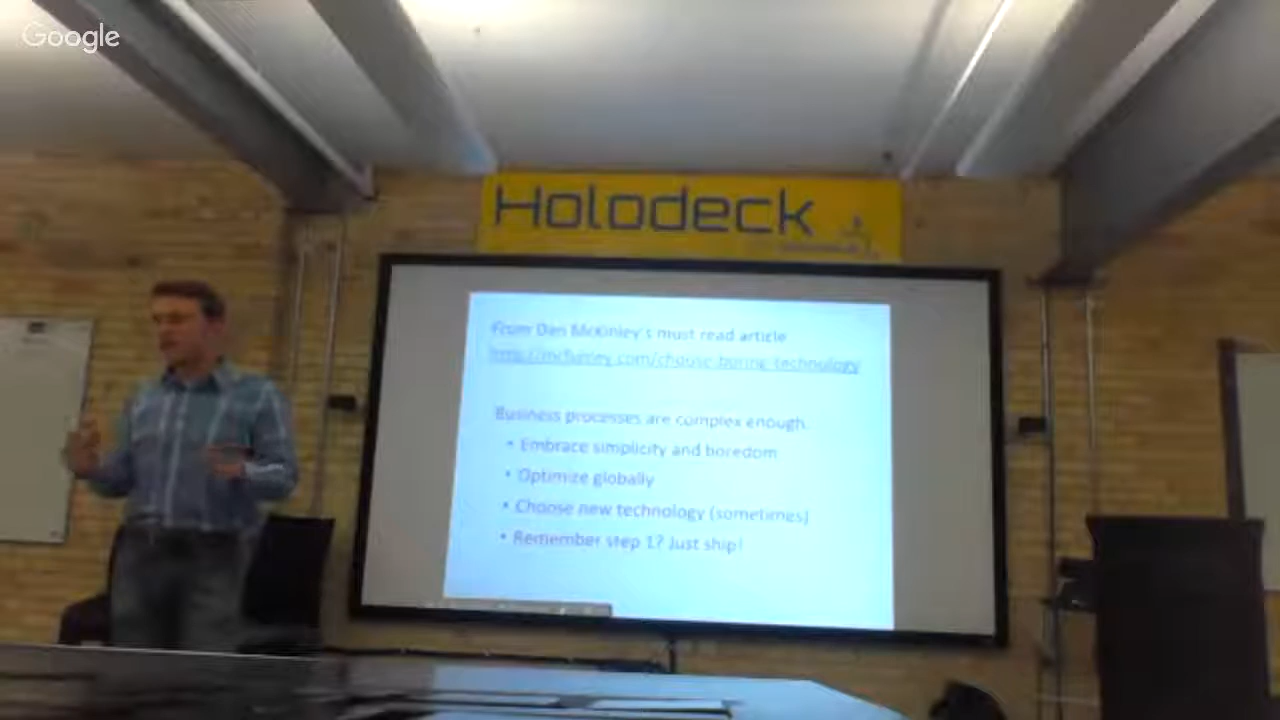 Google
Holodeck
From Dan McKinley's must read article
http://mcfunley.com/choose-boring-technology
Business processes are complex enough.
• Embrace simplicity and boredom
• Optimize globally
• Choose new technology (sometimes)
• Remember step 1? Just ship!